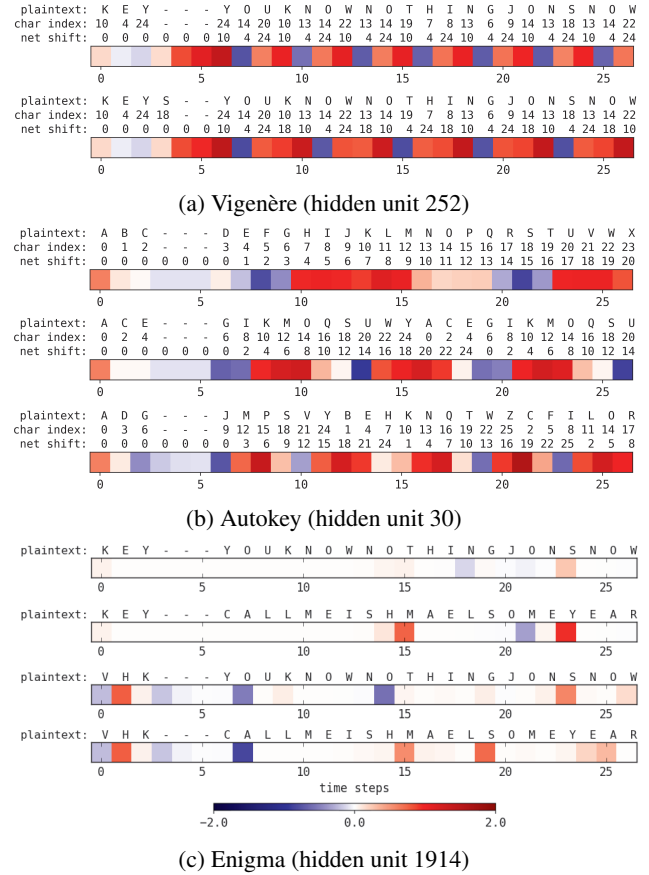 plaintext: K E Y - - - Y O U K N O W N O T H I N G J O N S N O W
char index: 10 4 24 - - - 24 14 20 10 13 14 22 13 14 19 7 8 13 6 9 14 13 18 13 14 22
net shift: 0 0 0 0 0 0 10 4 24 10 4 24 10 4 24 10 4 24 10 4 24 10 4 24 10 4 24
0 5 10 15 20 25
plaintext: K E Y S - - Y O U K N O W N O T H I N G J O N S N O W
char index: 10 4 24 18 - - 24 14 20 10 13 14 22 13 14 19 7 8 13 6 9 14 13 18 13 14 22
net shift: 0 0 0 0 0 0 10 4 24 18 10 4 24 18 10 4 24 18 10 4 24 18 10 4 24 18 10
0 5 10 15 20 25
(a) Vigenère (hidden unit 252)
plaintext: A B C - - - D E F G H I J K L M N O P Q R S T U V W X
char index: 0 1 2 - - - 3 4 5 6 7 8 9 10 11 12 13 14 15 16 17 18 19 20 21 22 23
net shift: 0 0 0 0 0 0 0 1 2 3 4 5 6 7 8 9 10 11 12 13 14 15 16 17 18 19 20
0 5 10 15 20 25
plaintext: A C E - - - G I K M O Q S U W Y A C E G I K M O Q S U
char index: 0 2 4 - - - 6 8 10 12 14 16 18 20 22 24 0 2 4 6 8 10 12 14 16 18 20
net shift: 0 0 0 0 0 0 0 2 4 6 8 10 12 14 16 18 20 22 24 0 2 4 6 8 10 12 14
0 5 10 15 20 25
plaintext: A D G - - - J M P S V Y B E H K N Q T W Z C F I L O R
char index: 0 3 6 - - - 9 12 15 18 21 24 1 4 7 10 13 16 19 22 25 2 5 8 11 14 17
net shift: 0 0 0 0 0 0 0 3 6 9 12 15 18 21 24 1 4 7 10 13 16 19 22 25 2 5 8
0 5 10 15 20 25
(b) Autokey (hidden unit 30)
plaintext: K E Y - - - Y O U K N O W N O T H I N G J O N S N O W
0 5 10 15 20 25
plaintext: K E Y - - - C A L L M E I S H M A E L S O M E Y E A R
0 5 10 15 20 25
plaintext: V H K - - - Y O U K N O W N O T H I N G J O N S N O W
0 5 10 15 20 25
plaintext: V H K - - - C A L L M E I S H M A E L S O M E Y E A R
0 5 10 15 20 25
time steps
−2.0 0.0 2.0
(c) Enigma (hidden unit 1914)